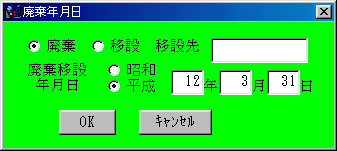 廃棄年月日
廃棄 移設 移設先
廃棄移設 昭和
年月日 平成 12 年 3 月 31 日
OK キャンセル